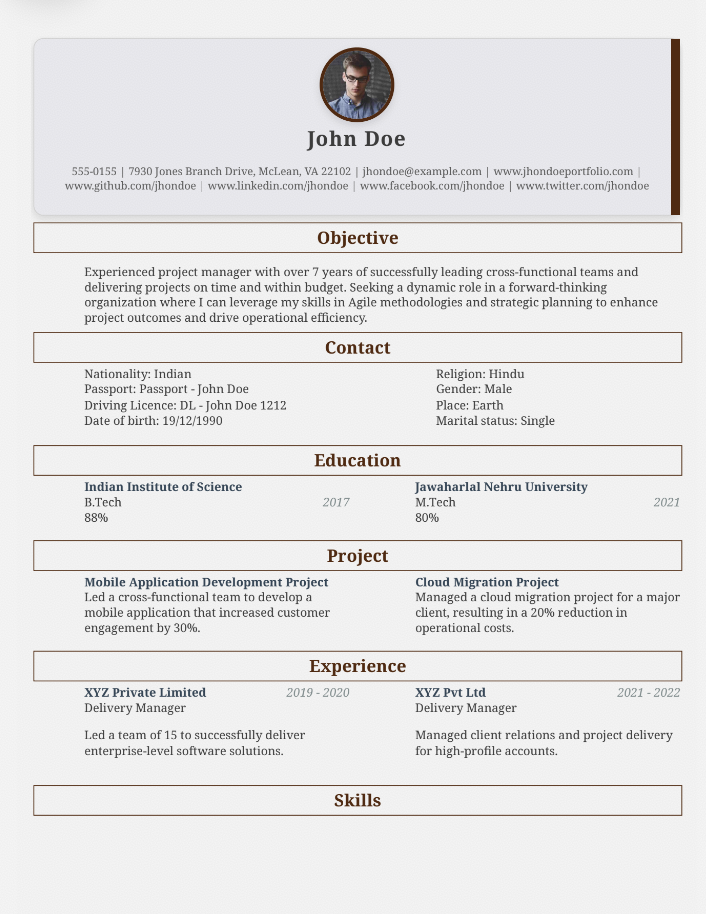 John Doe
555-0155 | 7930 Jones Branch Drive, McLean, VA 22102 | jhondoe@example.com | www.jhondoeportfolio.com |
www.github.com/jhondoe | www.linkedin.com/jhondoe | www.facebook.com/jhondoe | www.twitter.com/jhondoe
Objective
Experienced project manager with over 7 years of successfully leading cross-functional teams and
delivering projects on time and within budget. Seeking a dynamic role in a forward-thinking
organization where I can leverage my skills in Agile methodologies and strategic planning to enhance
project outcomes and drive operational efficiency.
Contact
Nationality: Indian
Passport: Passport - John Doe
Driving Licence: DL - John Doe 1212
Date of birth: 19/12/1990
Religion: Hindu
Gender: Male
Place: Earth
Marital status: Single
Education
Indian Institute of Science
B.Tech 2017
88%
Jawaharlal Nehru University
M.Tech 2021
80%
Project
Mobile Application Development Project
Led a cross-functional team to develop a
mobile application that increased customer
engagement by 30%.
Cloud Migration Project
Managed a cloud migration project for a major
client, resulting in a 20% reduction in
operational costs.
Experience
XYZ Private Limited 2019 - 2020
Delivery Manager
Led a team of 15 to successfully deliver
enterprise-level software solutions.
XYZ Pvt Ltd 2021 - 2022
Delivery Manager
Managed client relations and project delivery
for high-profile accounts.
Skills